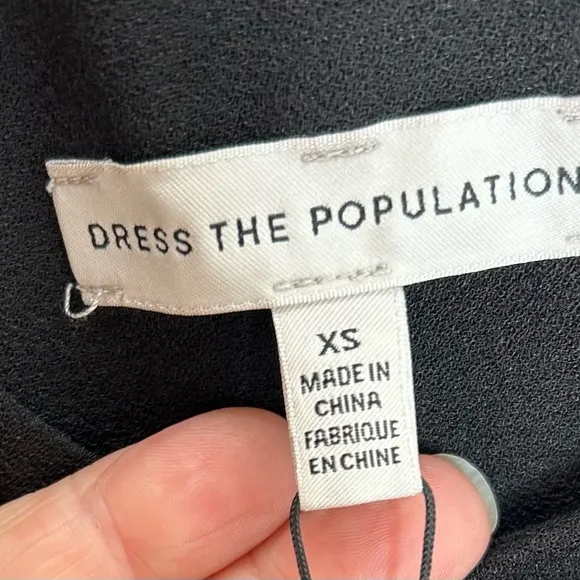 DRESS THE POPULATION
XS
MADE IN
CHINA
FABRIQUE
EN CHINE